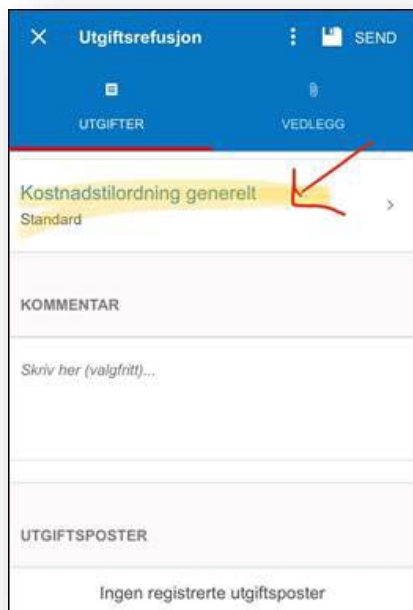 Utgiftsrefusjon
SEND
UTGIFTER
VEDLEGG
Kostnadstilordning generelt
Standard
KOMMENTAR
Skriv her (valgfritt)...
UTGIFTSPOSTER
Ingen registrerte utgiftsposter